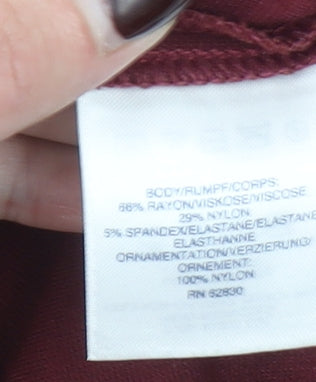 BODY/RUMPF/CORPS:
66% RAYON/VISKOSE/VISCOSE
29% NYLON
5% SPANDEX/ELASTANE/ELASTANE
ELASTHANNE
ORNAMENTATION/VERZIERUNG/
ORNEMENT:
100% NYLON
RN 62830